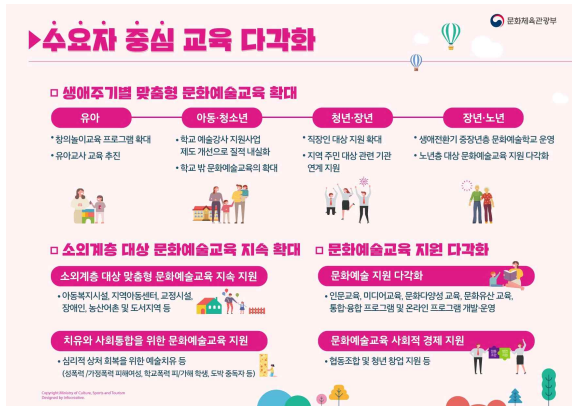 문화체육관광부
수요자 중심 교육 다각화
생애주기별 맞춤형 문화예술교육 확대
유아
• 창의놀이교육 프로그램 확대
• 유아교사 교육 추진
아동·청소년
• 학교 예술강사 지원사업
제도 개선으로 질적 내실화
• 학교 밖 문화예술교육의 확대
청년·장년
• 직장인 대상 지원 확대
• 지역 주민 대상 관련 기관
연계 지원
장년·노년
• 생애전환기 중장년층 문화예술학교 운영
• 노년층 대상 문화예술교육 지원 다각화
소외계층 대상 문화예술교육 지속 확대
소외계층 대상 맞춤형 문화예술교육 지속 지원
• 아동복지시설, 지역아동센터, 교정시설,
장애인, 농산어촌 및 도서지역 등
치유와 사회통합을 위한 문화예술교육 지원
• 심리적 상처 회복을 위한 예술치유 등
(성폭력 /가정폭력 피해여성, 학교폭력 피/가해 학생, 도박 중독자 등)
문화예술교육 지원 다각화
문화예술 지원 다각화
• 인문교육, 미디어교육, 문화다양성 교육, 문화유산 교육,
통합·융합 프로그램 및 온라인 프로그램 개발·운영
문화예술교육 사회적 경제 지원
• 협동조합 및 청년 창업 지원 등
Copyright Ministry of Culture, Sports and Tourism